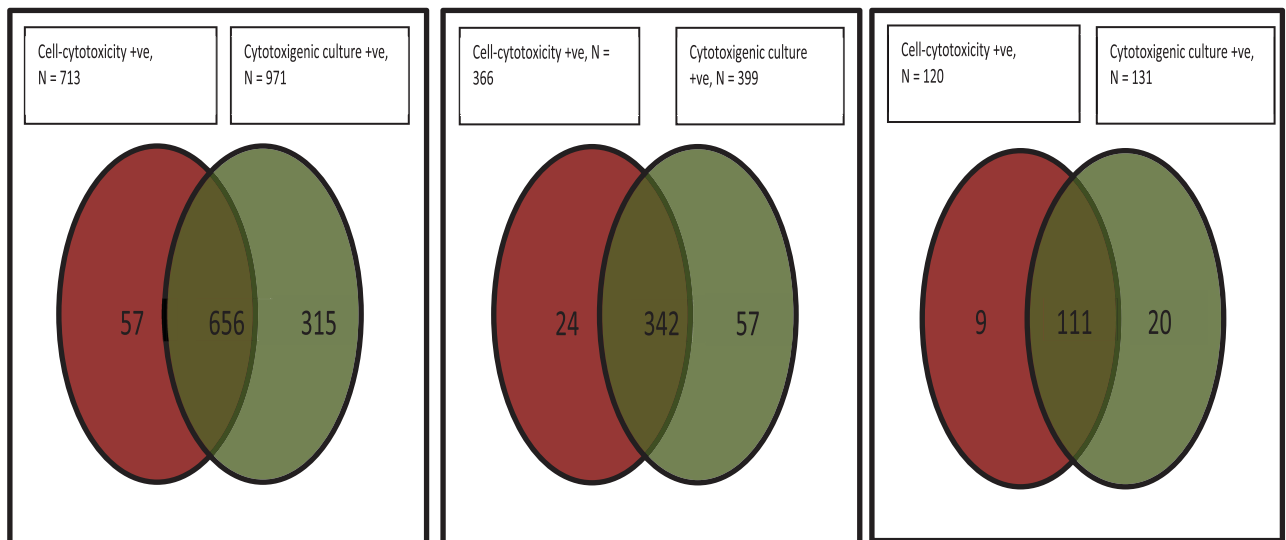 Cell-cytotoxicity +ve,
N = 713
Cytotoxigenic culture +ve,
N = 971
57
656
315
Cell-cytotoxicity +ve, N =
366
Cytotoxigenic culture
+ve, N = 399
24
342
57
Cell-cytotoxicity +ve,
N = 120
Cytotoxigenic culture +ve,
N = 131
9
111
20